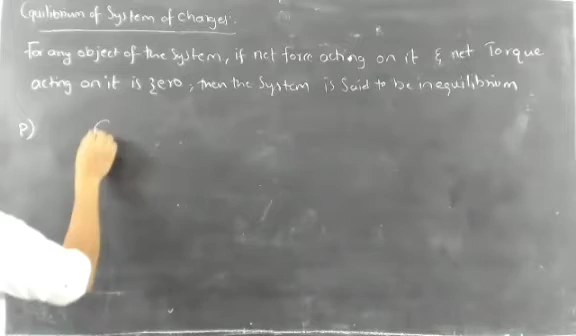 Equilibrium of System of charges:
For any object of the System, if net force acting on it & net Torque
acting on it is zero, then the System is Said to be in equilibrium
P)